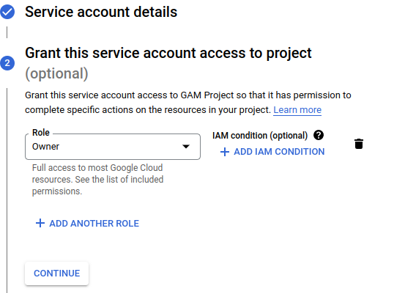 Service account details
2
Grant this service account access to project
(optional)
Grant this service account access to GAM Project so that it has permission to
complete specific actions on the resources in your project. Learn more
Role
Owner
IAM condition (optional) ?
+ ADD IAM CONDITION
Full access to most Google Cloud
resources. See the list of included
permissions.
+ ADD ANOTHER ROLE
CONTINUE